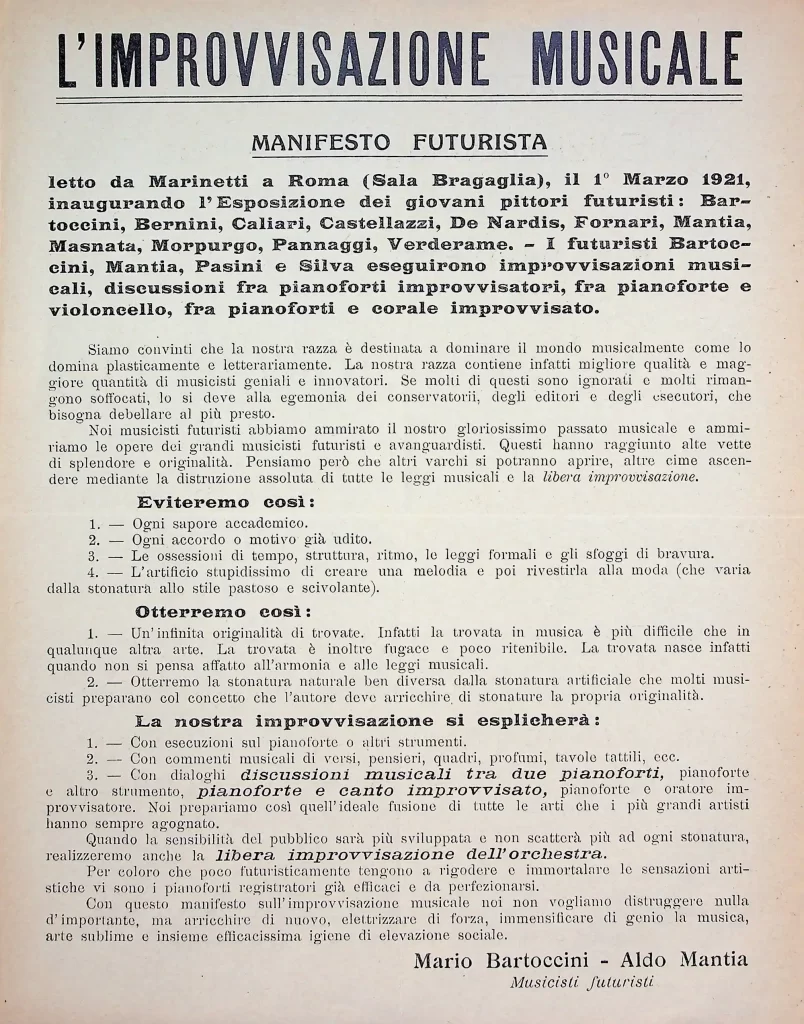 L'IMPROVVISAZIONE MUSICALE
MANIFESTO FUTURISTA
letto da Marinetti a Roma (Sala Bragaglia), il 1º Marzo 1921,
inaugurando l'Esposizione dei giovani pittori futuristi: Bar-
toccini, Bernini, Caliari, Castellazzi, De Nardis, Fornari, Mantia,
Masnata, Morpurgo, Pannaggi, Verderame. - I futuristi Bartoc-
cini, Mantia, Pasini e Silva eseguirono improvvisazioni musi-
cali, discussioni fra pianoforti improvvisatori, fra pianoforte e
violoncello, fra pianoforti e corale improvvisato.
Siamo convinti che la nostra razza è destinata a dominare il mondo musicalmente come lo
domina plasticamente e letterariamente. La nostra razza contiene infatti migliore qualità e mag-
giore quantità di musicisti geniali e innovatori. Se molti di questi sono ignorati e molti riman-
gono soffocati, lo si deve alla egemonia dei conservatorii, degli editori e degli esecutori, che
bisogna debellare al più presto.
Noi musicisti futuristi abbiamo ammirato il nostro gloriosissimo passato musicale e ammi-
riamo le opere dei grandi musicisti futuristi e avanguardisti. Questi hanno raggiunto alte vette
di splendore e originalità. Pensiamo però che altri varchi si potranno aprire, altre cime ascen-
dere mediante la distruzione assoluta di tutte le leggi musicali e la libera improvvisazione.
Eviteremo così:
1. — Ogni sapore accademico.
2. — Ogni accordo o motivo già udito.
3. — Le ossessioni di tempo, struttura, ritmo, le leggi formali e gli sfoggi di bravura.
4. — L'artificio stupidissimo di creare una melodia e poi rivestirla alla moda (che varia
dalla stonatura allo stile pastoso e scivolante).
Otterremo così:
1. — Un'infinita originalità di trovate. Infatti la trovata in musica è più difficile che in
qualunque altra arte. La trovata è inoltre fugace e poco ritenibile. La trovata nasce infatti
quando non si pensa affatto all'armonia e alle leggi musicali.
2. — Otterremo la stonatura naturale ben diversa dalla stonatura artificiale che molti musi-
cisti preparano col concetto che l'autore deve arricchire di stonature la propria originalità.
La nostra improvvisazione si esplicherà:
1. — Con esecuzioni sul pianoforte o altri strumenti.
2. — Con commenti musicali di versi, pensieri, quadri, profumi, tavole tattili, ecc.
3. — Con dialoghi discussioni musicali tra due pianoforti, pianoforte
e altro strumento, pianoforte e canto improvvisato, pianoforte e oratore im-
provvisatore. Noi prepariamo così quell'ideale fusione di tutte le arti che i più grandi artisti
hanno sempre agognato.
Quando la sensibilità del pubblico sarà più sviluppata e non scatterà più ad ogni stonatura,
realizzeremo anche la libera improvvisazione dell'orchestra.
Per coloro che poco futuristicamente tengono a rigodere e immortalare le sensazioni arti-
stiche vi sono i pianoforti registratori già efficaci e da perfezionarsi.
Con questo manifesto sull'improvvisazione musicale noi non vogliamo distruggere nulla
d'importante, ma arricchire di nuovo, elettrizzare di forza, immensificare di genio la musica,
arte sublime e insieme efficacissima igiene di elevazione sociale.
Mario Bartoccini - Aldo Mantia
Musicisti futuristi